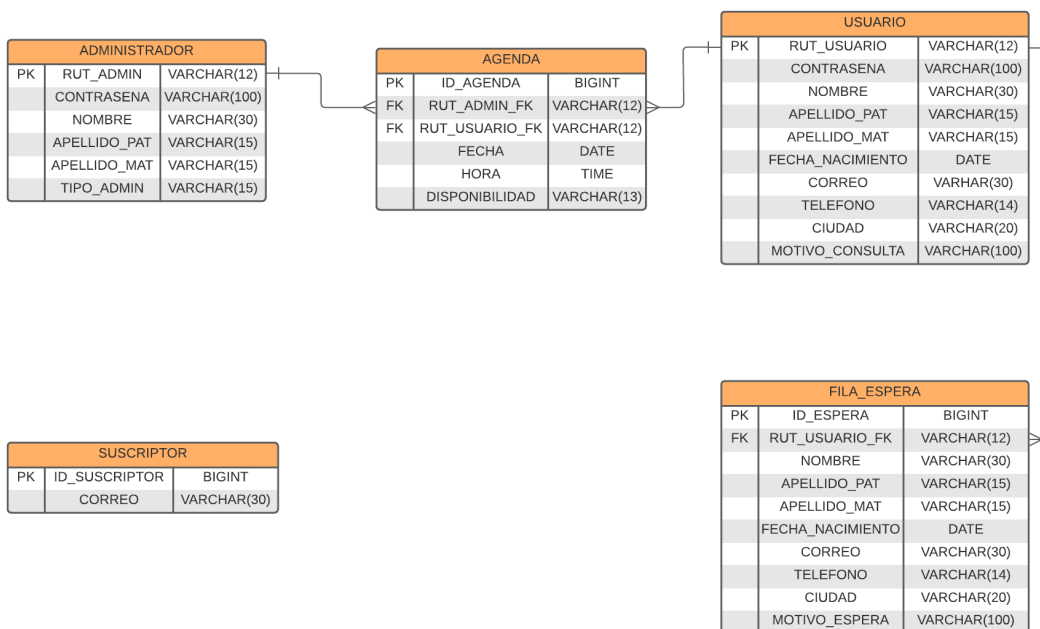 ADMINISTRADOR
PK RUT_ADMIN VARCHAR(12)
CONTRASENA VARCHAR(100)
NOMBRE VARCHAR(30)
APELLIDO_PAT VARCHAR(15)
APELLIDO_MAT VARCHAR(15)
TIPO_ADMIN VARCHAR(15)
AGENDA
PK ID_AGENDA BIGINT
FK RUT_ADMIN_FK VARCHAR(12)
FK RUT_USUARIO_FK VARCHAR(12)
FECHA DATE
HORA TIME
DISPONIBILIDAD VARCHAR(13)
USUARIO
PK RUT_USUARIO VARCHAR(12)
CONTRASENA VARCHAR(100)
NOMBRE VARCHAR(30)
APELLIDO_PAT VARCHAR(15)
APELLIDO_MAT VARCHAR(15)
FECHA_NACIMIENTO DATE
CORREO VARHAR(30)
TELEFONO VARCHAR(14)
CIUDAD VARCHAR(20)
MOTIVO_CONSULTA VARCHAR(100)
SUSCRIPTOR
PK ID_SUSCRIPTOR BIGINT
CORREO VARCHAR(30)
FILA_ESPERA
PK ID_ESPERA BIGINT
FK RUT_USUARIO_FK VARCHAR(12)
NOMBRE VARCHAR(30)
APELLIDO_PAT VARCHAR(15)
APELLIDO_MAT VARCHAR(15)
FECHA_NACIMIENTO DATE
CORREO VARCHAR(30)
TELEFONO VARCHAR(14)
CIUDAD VARCHAR(20)
MOTIVO_ESPERA VARCHAR(100)